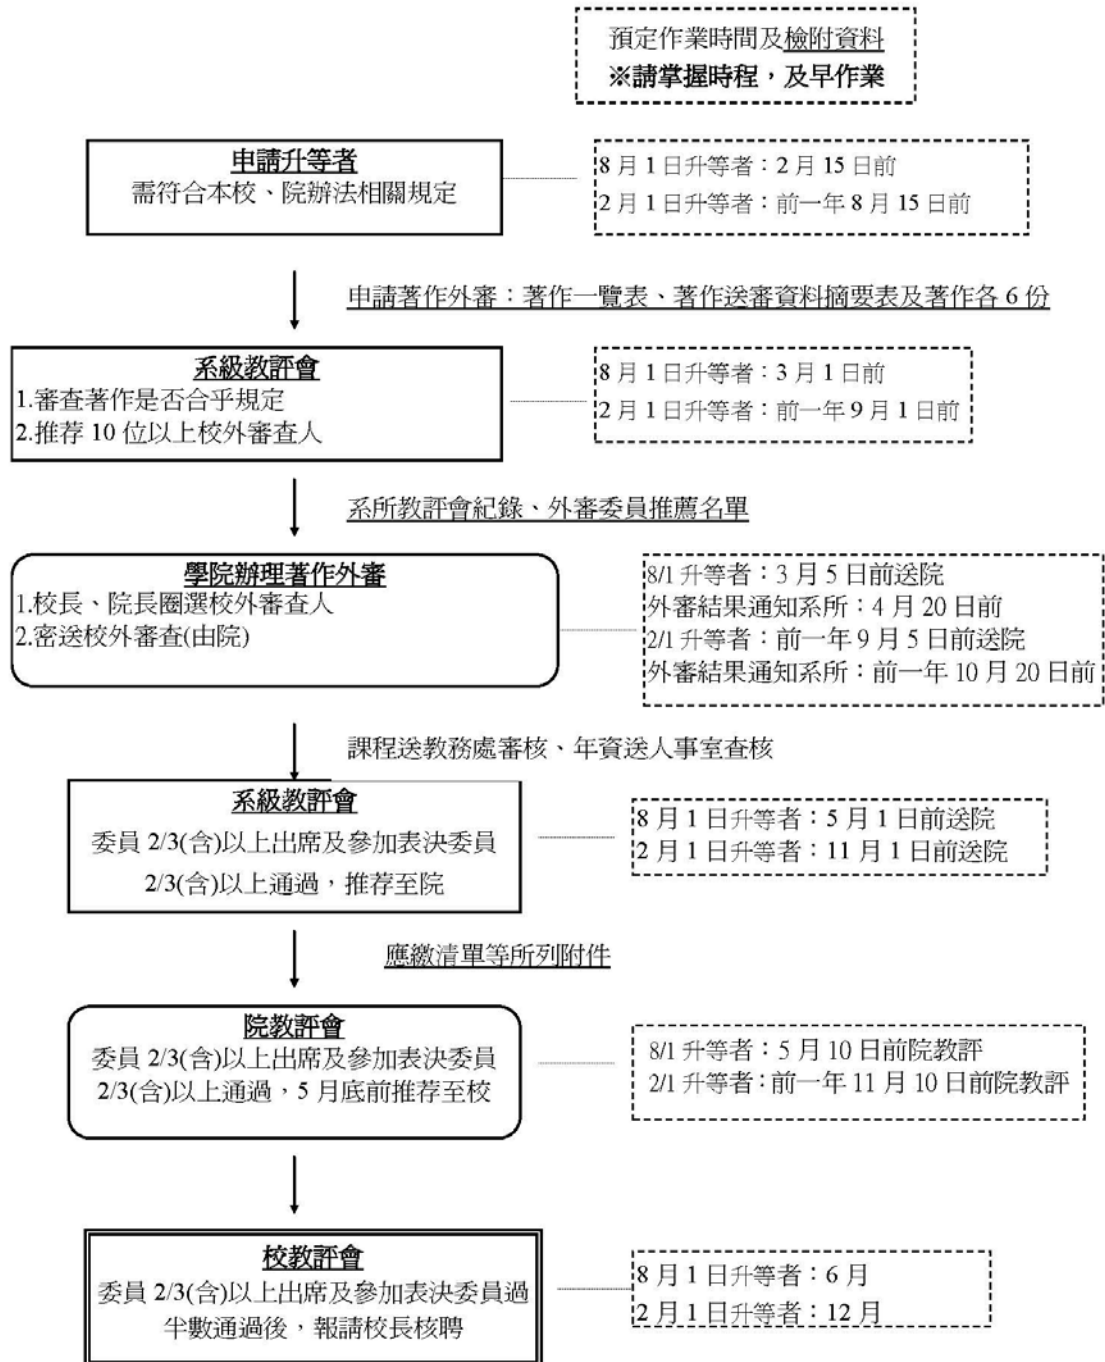 預定作業時間及檢附資料
※請掌握時程，及早作業
申請升等者
需符合本校、院辦法相關規定
8 月 1 日升等者：2 月 15 日前
2 月 1 日升等者：前一年 8 月 15 日前
申請著作外審：著作一覽表、著作送審資料摘要表及著作各 6 份
系級教評會
1.審查著作是否合乎規定
2.推荐 10 位以上校外審查人
8 月 1 日升等者：3 月 1 日前
2 月 1 日升等者：前一年 9 月 1 日前
系所教評會紀錄、外審委員推薦名單
學院辦理著作外審
1.校長、院長圈選校外審查人
2.密送校外審查(由院)
8/1 升等者：3 月 5 日前送院
外審結果通知系所：4 月 20 日前
2/1 升等者：前一年 9 月 5 日前送院
外審結果通知系所：前一年 10 月 20 日前
課程送教務處審核、年資送人事室查核
系級教評會
委員 2/3(含)以上出席及參加表決委員
2/3(含)以上通過，推荐至院
8 月 1 日升等者：5 月 1 日前送院
2 月 1 日升等者：11 月 1 日前送院
應繳清單等所列附件
院教評會
委員 2/3(含)以上出席及參加表決委員
2/3(含)以上通過，5 月底前推荐至校
8/1 升等者：5 月 10 日前院教評
2/1 升等者：前一年 11 月 10 日前院教評
校教評會
委員 2/3(含)以上出席及參加表決委員過
半數通過後，報請校長核聘
8 月 1 日升等者：6 月
2 月 1 日升等者：12 月